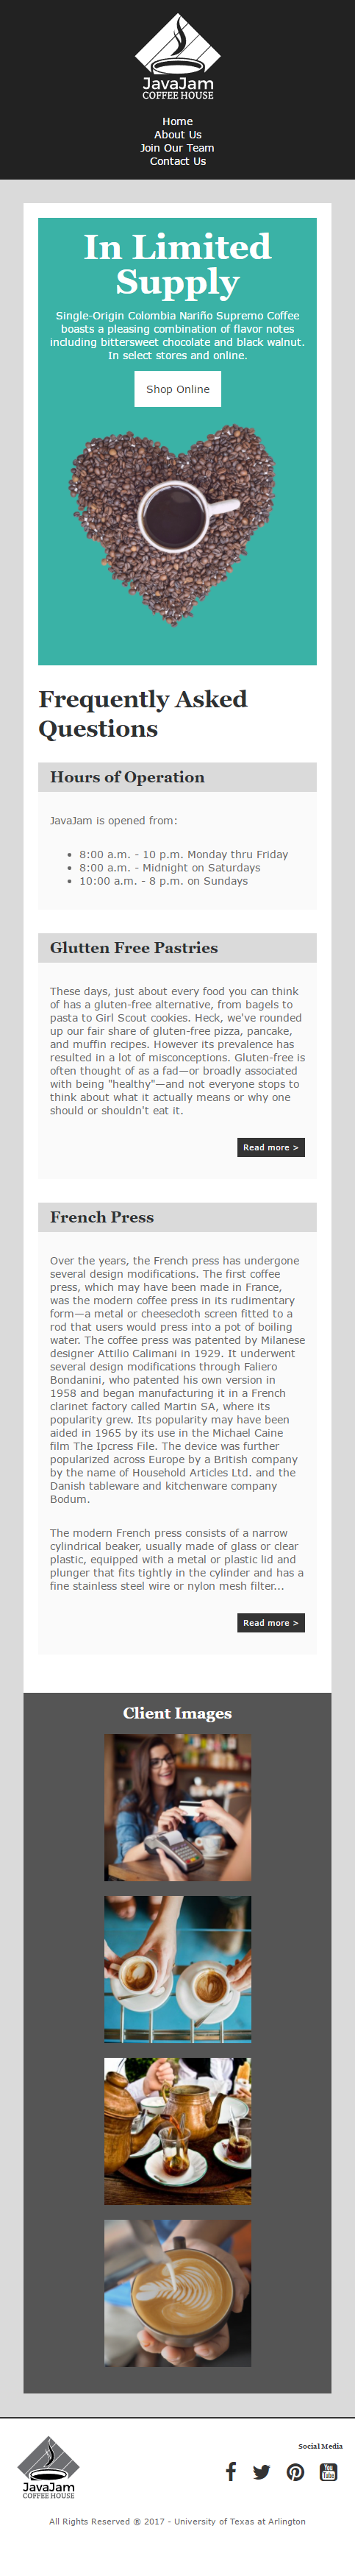 JavaJam
COFFEE HOUSE
Home
About Us
Join Our Team
Contact Us
In Limited
Supply
Single-Origin Colombia Nariño Supremo Coffee
boasts a pleasing combination of flavor notes
including bittersweet chocolate and black walnut.
In select stores and online.
Shop Online
Frequently Asked
Questions
Hours of Operation
JavaJam is opened from:
• 8:00 a.m. - 10 p.m. Monday thru Friday
• 8:00 a.m. - Midnight on Saturdays
• 10:00 a.m. - 8 p.m. on Sundays
Glutten Free Pastries
These days, just about every food you can think
of has a gluten-free alternative, from bagels to
pasta to Girl Scout cookies. Heck, we've rounded
up our fair share of gluten-free pizza, pancake,
and muffin recipes. However its prevalence has
resulted in a lot of misconceptions. Gluten-free is
often thought of as a fad—or broadly associated
with being "healthy"—and not everyone stops to
think about what it actually means or why one
should or shouldn't eat it.
Read more >
French Press
Over the years, the French press has undergone
several design modifications. The first coffee
press, which may have been made in France,
was the modern coffee press in its rudimentary
form—a metal or cheesecloth screen fitted to a
rod that users would press into a pot of boiling
water. The coffee press was patented by Milanese
designer Attilio Calimani in 1929. It underwent
several design modifications through Faliero
Bondanini, who patented his own version in
1958 and began manufacturing it in a French
clarinet factory called Martin SA, where its
popularity grew. Its popularity may have been
aided in 1965 by its use in the Michael Caine
film The Ipcress File. The device was further
popularized across Europe by a British company
by the name of Household Articles Ltd. and the
Danish tableware and kitchenware company
Bodum.
The modern French press consists of a narrow
cylindrical beaker, usually made of glass or clear
plastic, equipped with a metal or plastic lid and
plunger that fits tightly in the cylinder and has a
fine stainless steel wire or nylon mesh filter...
Read more >
Client Images
JavaJam
COFFEE HOUSE
Social Media
You
Tube
All Rights Reserved ® 2017 - University of Texas at Arlington